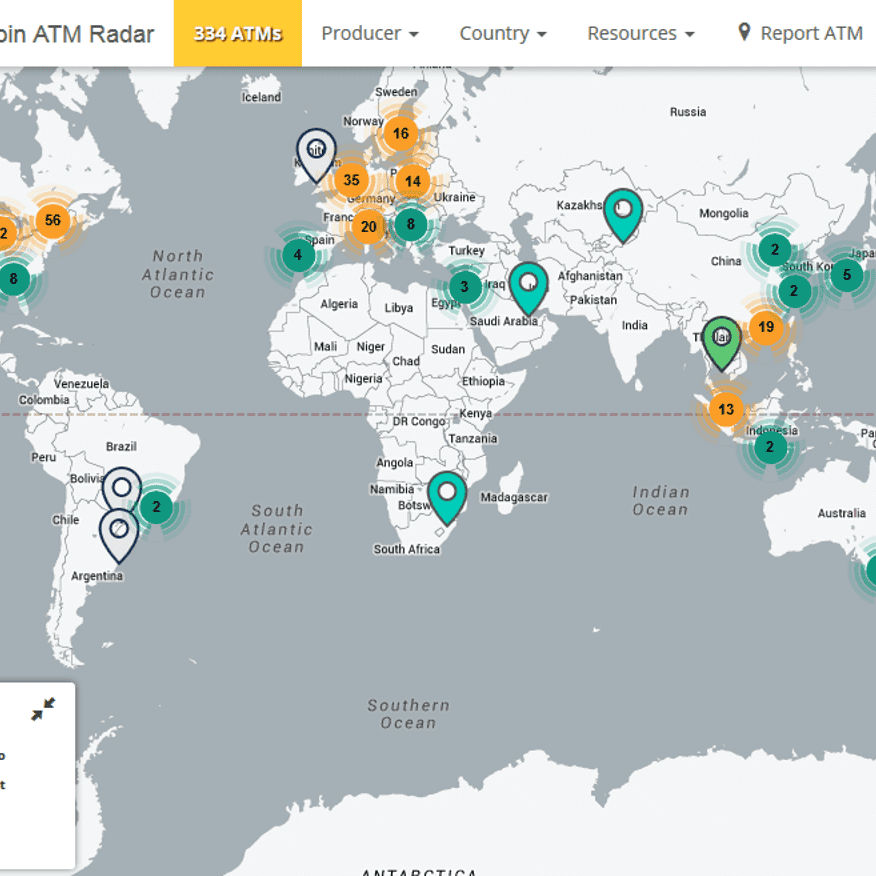 oin ATM Radar
334 ATMs
Producer
Country
Resources
Report ATM
Iceland
Sweden
Norway
Russia
16
35
14
Germany
Ukraine
Kazakhs
Mongolia
56
2
20
8
Spain
4
Turkey
China
2
South Ko
Japa
5
8
North
Atlantic
Ocean
3
Iraq
Afghanistan
2
Algeria
Libya
Egypt
Pakistan
Saudi Arabia
India
19
Mali
Niger
Chad
Sudan
Nigeria
Ethiopia
Venezuela
Colombia
13
DR Congo
Kenya
Tanzania
Indonesia
2
Brazil
Peru
Angola
Bolivia
Namibia
Botsw
Madagascar
2
Chile
South
Atlantic
Ocean
Indian
Ocean
Australia
South Africa
Argentina
Southern
Ocean
o
t
ANTARCTICA